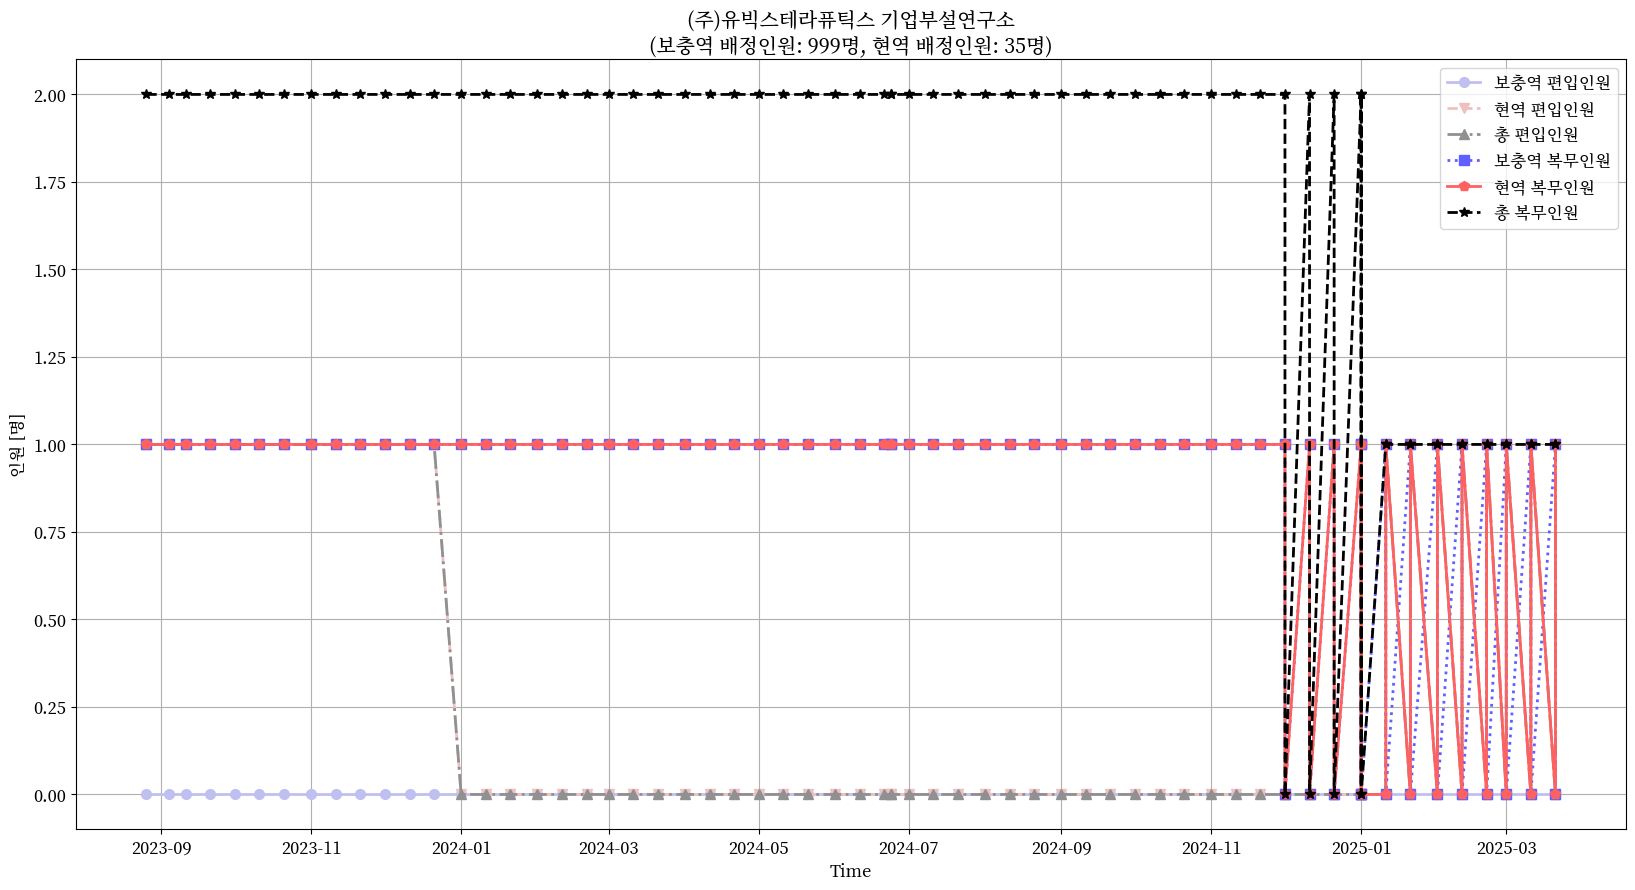 (주)유빅스테라퓨틱스 기업부설연구소
(보충역 배정인원: 999명, 현역 배정인원: 35명)
보충역 편입인원
현역 편입인원
총 편입인원
보충역 복무인원
현역 복무인원
총 복무인원
인원 [명]
2.00
1.75
1.50
1.25
1.00
0.75
0.50
0.25
0.00
2023-09
2023-11
2024-01
2024-03
2024-05
2024-07
2024-09
2024-11
2025-01
2025-03
Time